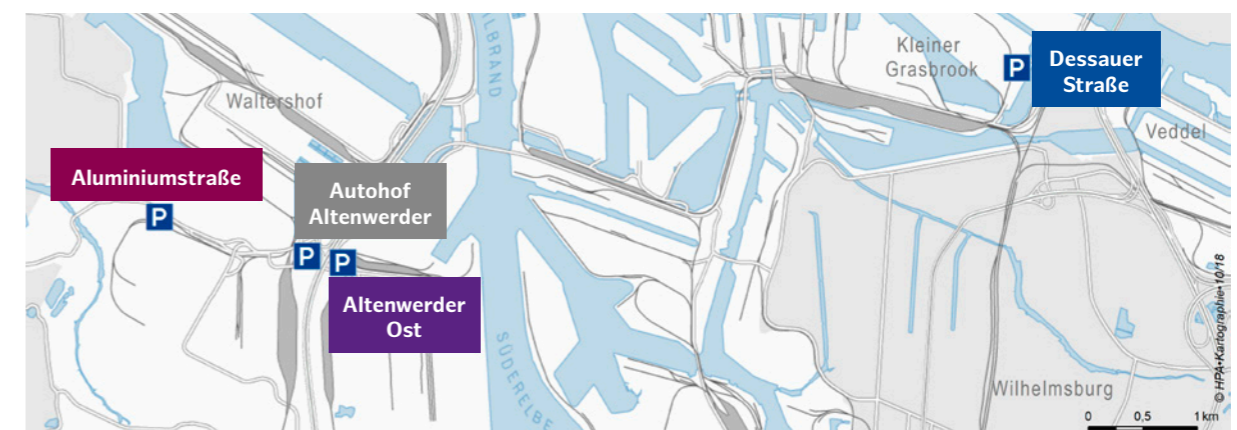 Kleiner
Grasbrook
P
Dessauer
Straße
Waltershof
Veddel
Aluminiumstraße
Autohof
Altenwerder
P
P
P
Altenwerder
Ost
SÜDERELBE
Wilhelmsburg
0 0,5 1 km
© HPA-Kartographie•10/18